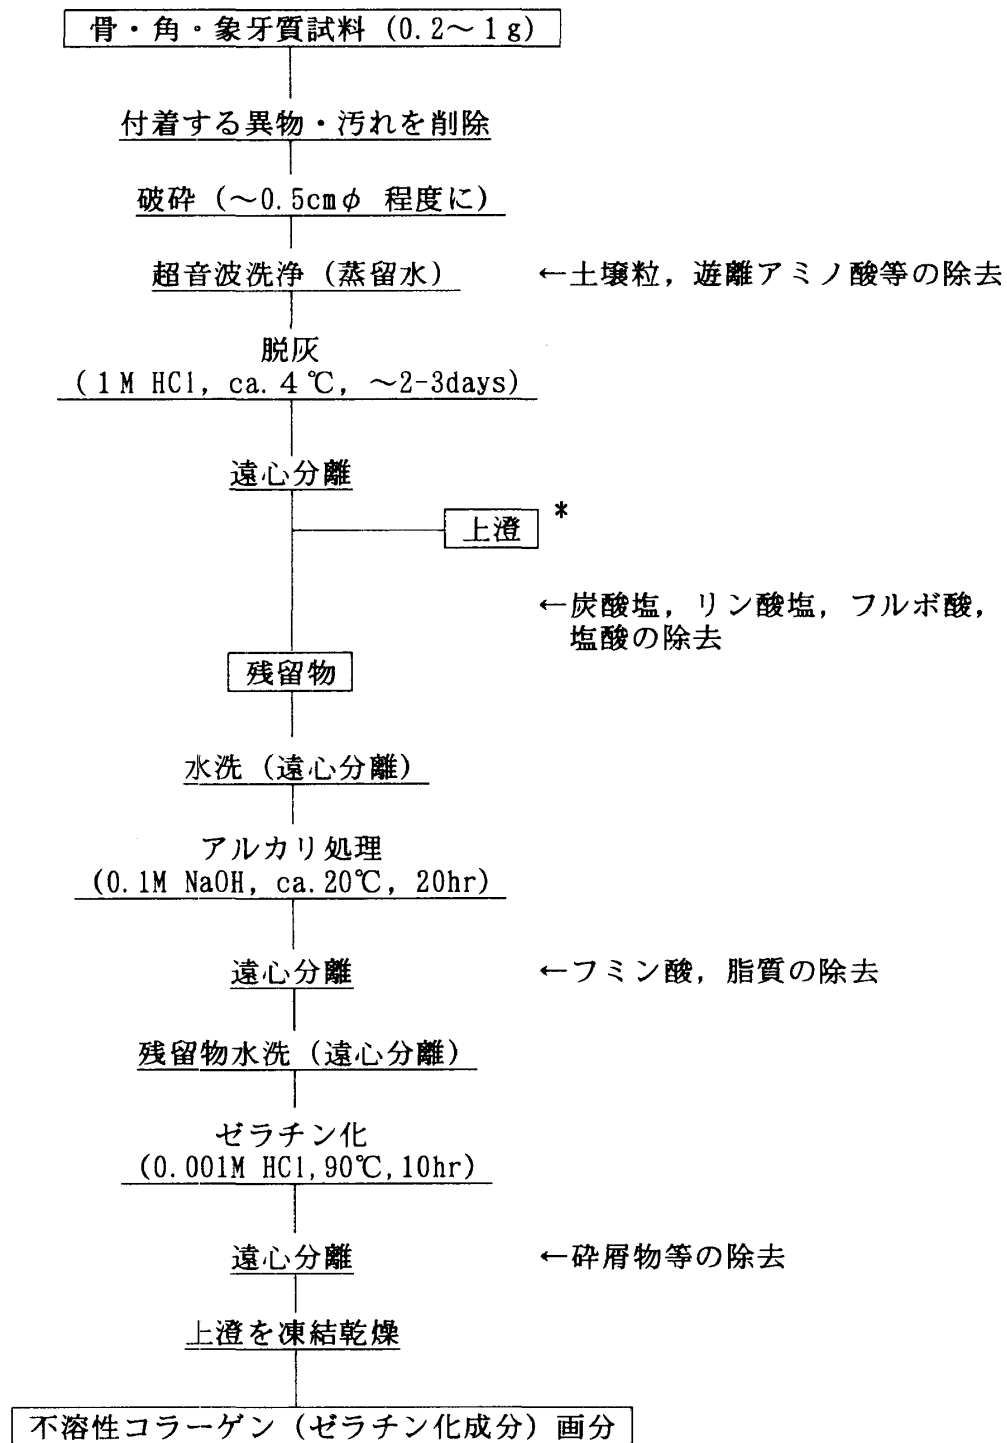 骨・角・象牙質試料 (0.2～1g)
付着する異物・汚れを削除
破砕 (～0.5cmφ 程度に)
超音波洗浄 (蒸留水) ←土壌粒, 遊離アミノ酸等の除去
脱灰
(1M HCl, ca. 4℃, ～2-3days)
遠心分離
上澄 *
←炭酸塩, リン酸塩, フルボ酸,
塩酸の除去
残留物
水洗 (遠心分離)
アルカリ処理
(0.1M NaOH, ca.20℃, 20hr)
遠心分離 ←フミン酸, 脂質の除去
残留物水洗 (遠心分離)
ゼラチン化
(0.001M HCl,90℃,10hr)
遠心分離 ←砕屑物等の除去
上澄を凍結乾燥
不溶性コラーゲン (ゼラチン化成分) 画分